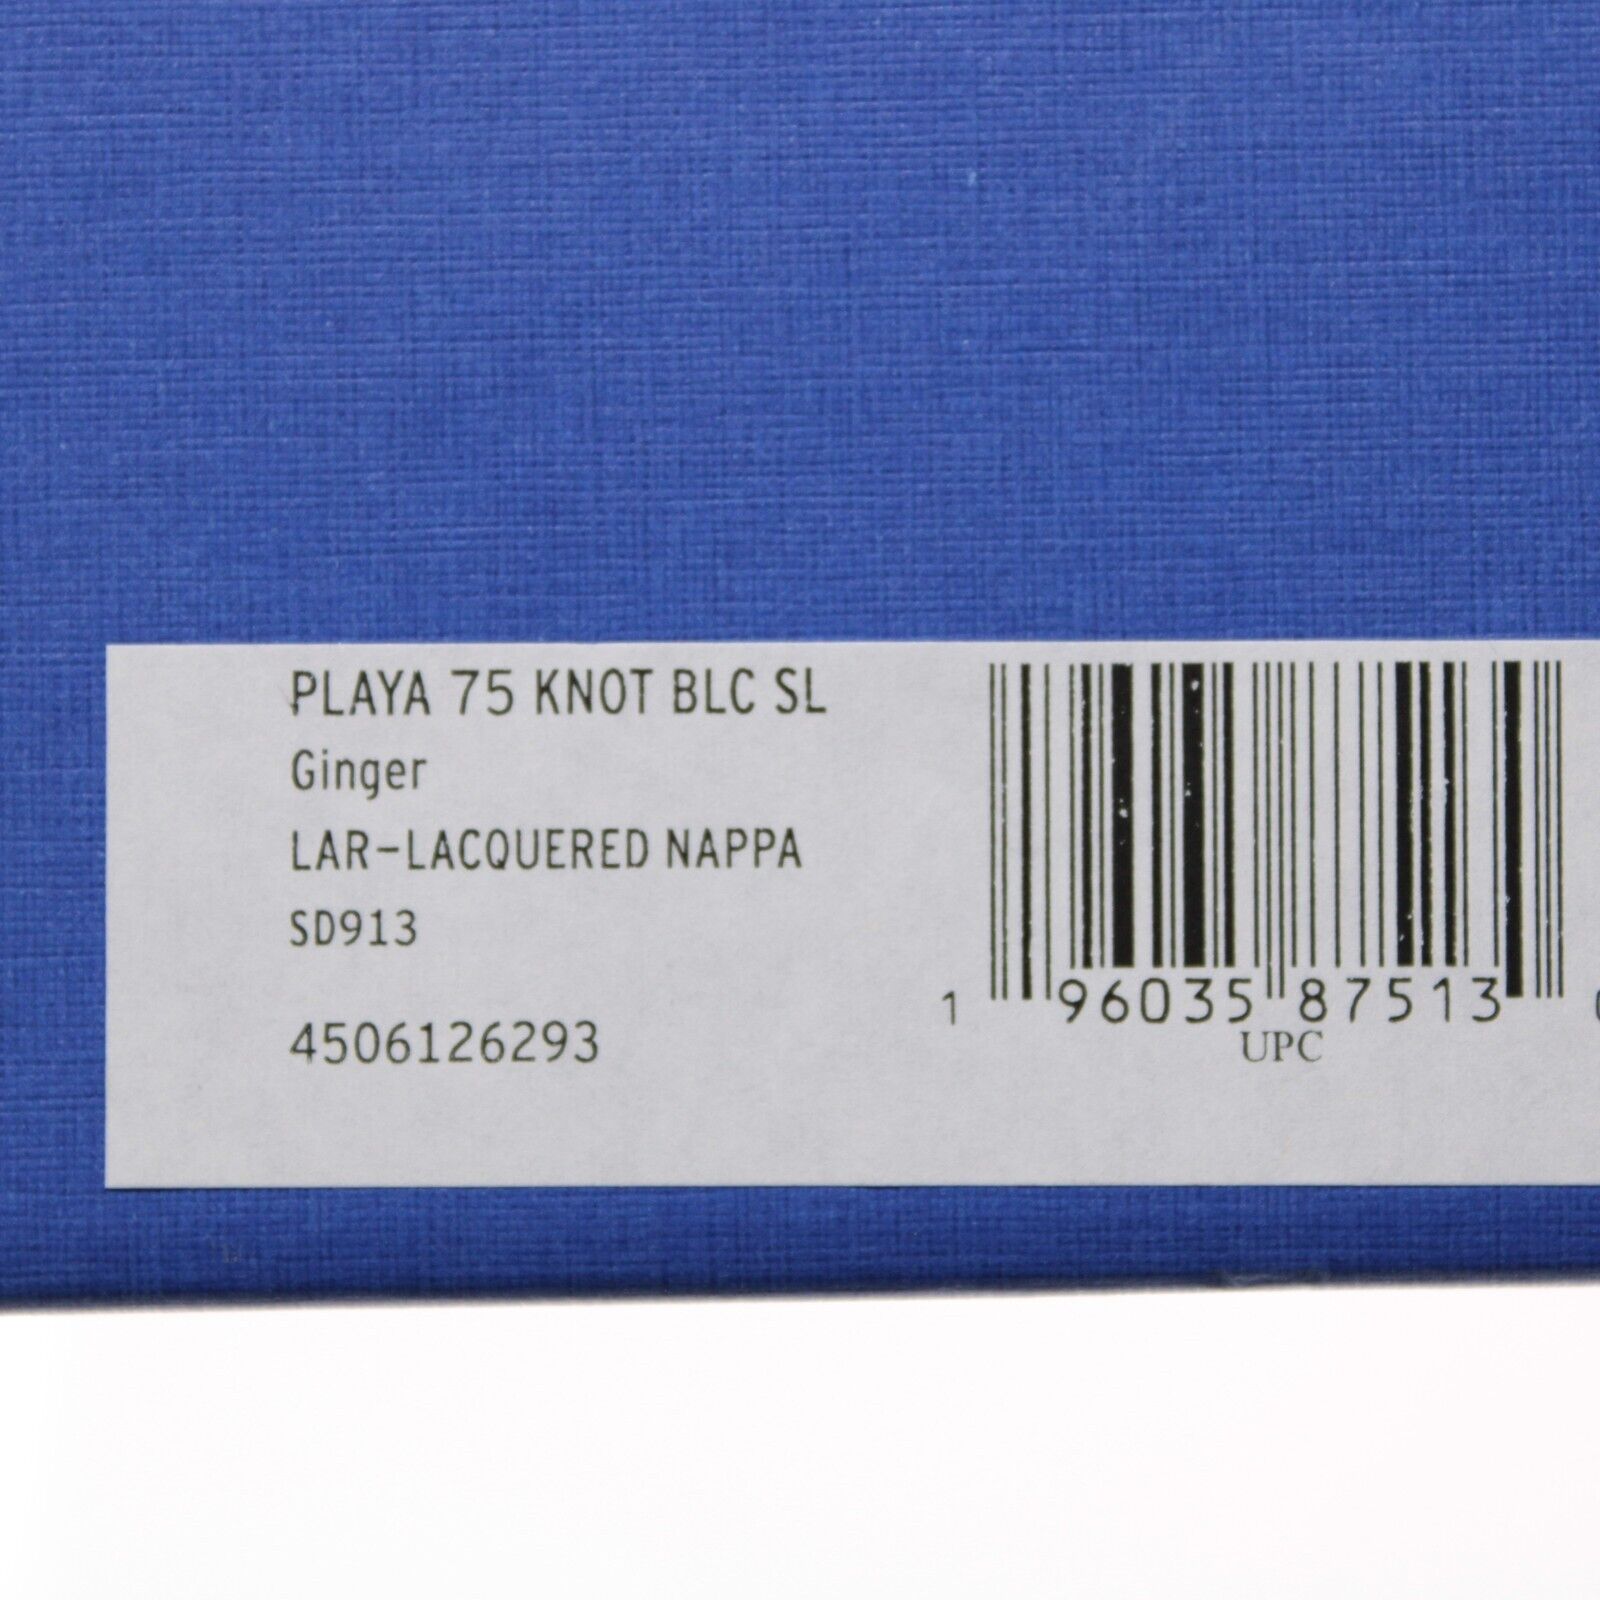 PLAYA 75 KNOT BLC SL
Ginger
LAR-LACQUERED NAPPA
SD913
4506126293
1 96035 87513
UPC